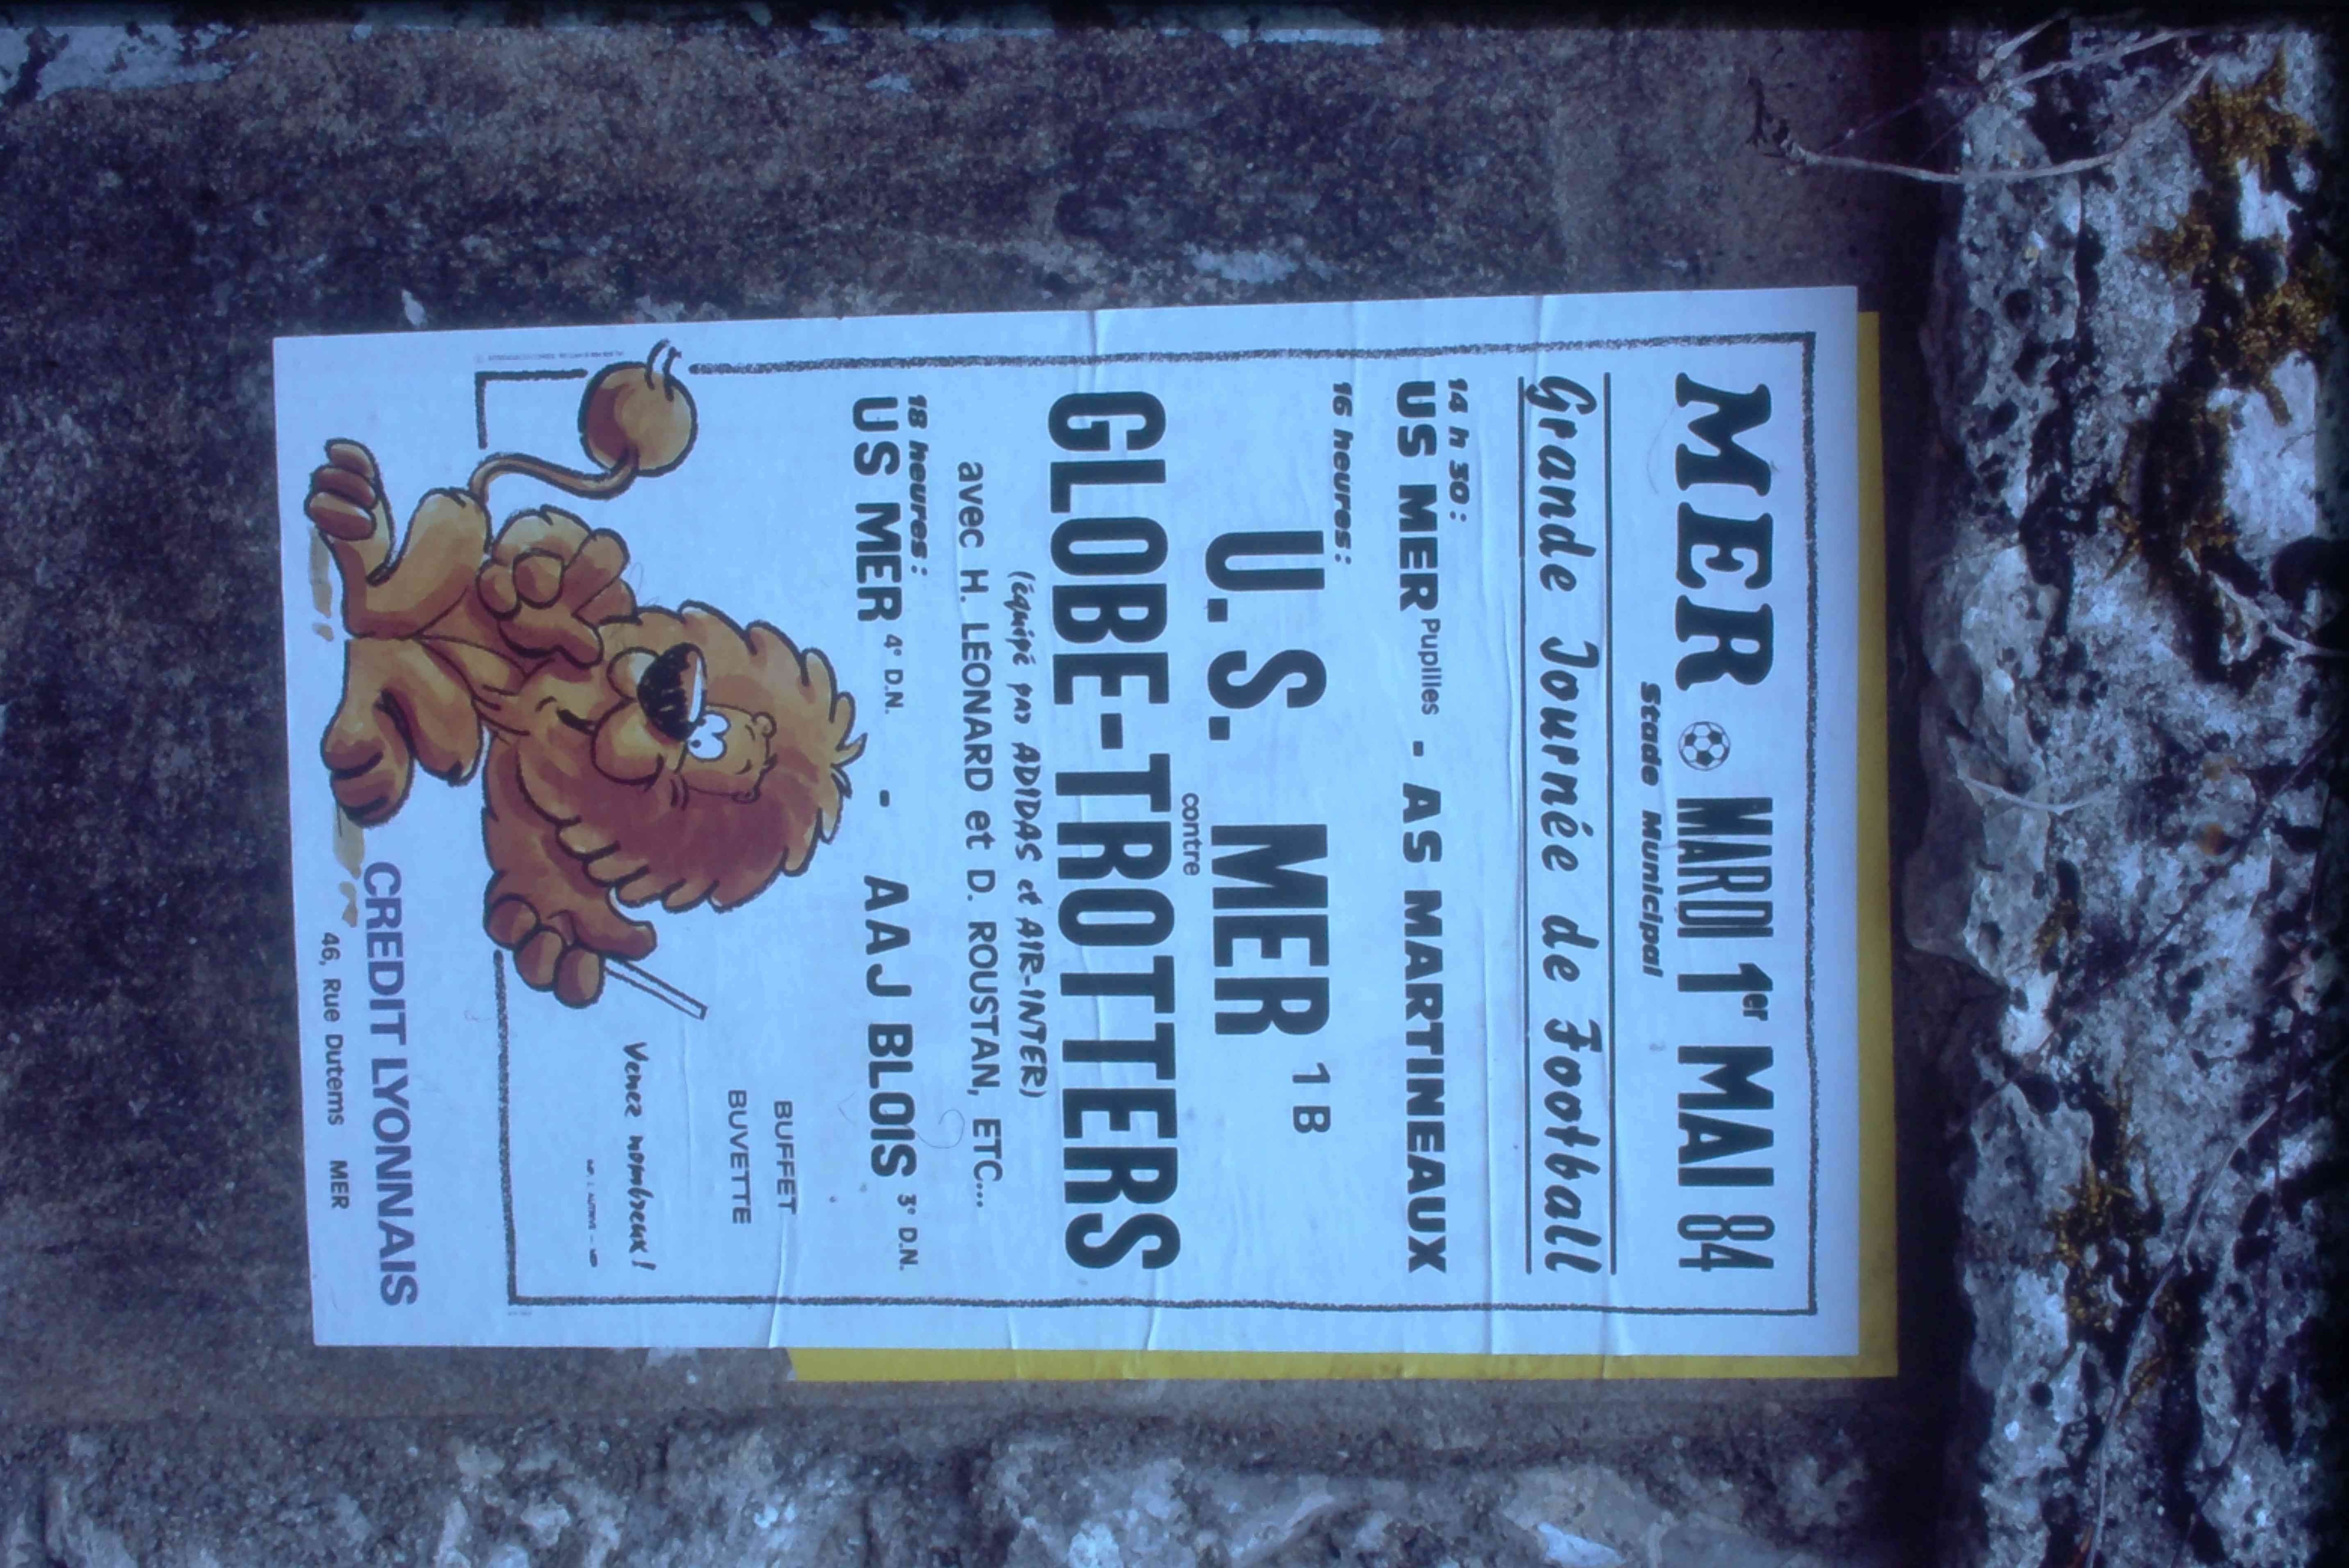 MER MARDI 1er MAI 84
Stade Municipal
Grande Journée de Football
14 h 30 :
US MER Pupilles - AS MARTINEAUX
16 heures :
U.S. MER 1 B
contre
GLOBE-TROTTERS
(équipé par ADIDAS et AIR-INTER)
avec H. LÉONARD et D. ROUSTAN, ETC...
18 heures :
US MER 4e D.N. - AAJ BLOIS 3e D.N.
BUFFET
BUVETTE
Venez nombreux !
CREDIT LYONNAIS
46, Rue Dutems MER